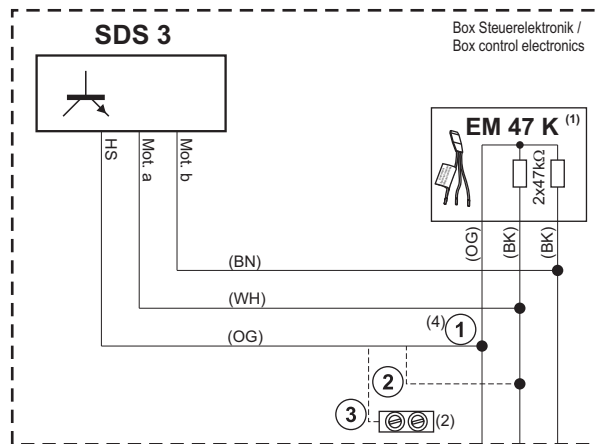 SDS 3
Box Steuerelektronik /
Box control electronics
EM 47 K (1)
2x47kΩ
HS
Mot. a
Mot. b
(OG)
(BK)
(BK)
(BN)
(WH)
(OG)
(4)
1
2
3
(2)